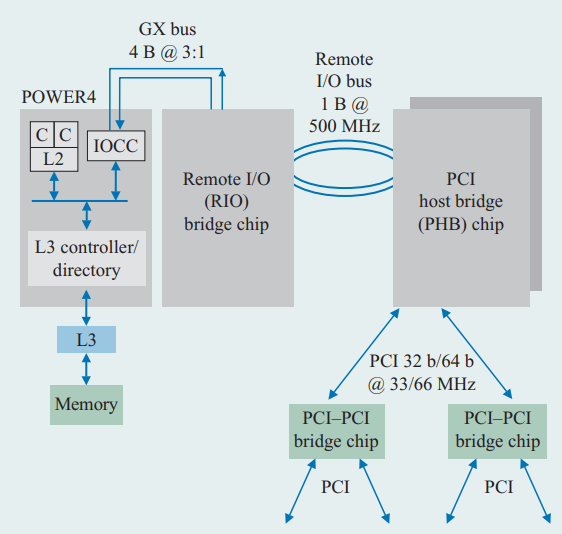 GX bus
4 B @ 3:1
Remote
I/O bus
1 B @
500 MHz
POWER4
C C
L2
IOCC
L3 controller/
directory
L3
Memory
Remote I/O
(RIO)
bridge chip
PCI
host bridge
(PHB) chip
PCI 32 b/64 b
@ 33/66 MHz
PCI–PCI
bridge chip
PCI–PCI
bridge chip
PCI
PCI